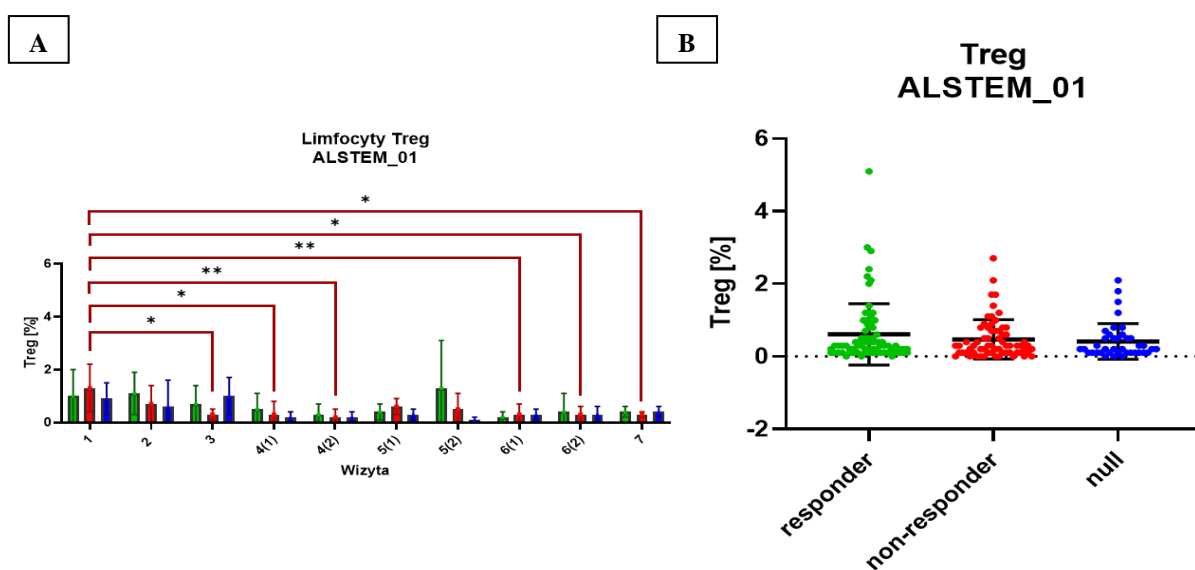 A
Limfocyty Treg
ALSTEM_01
*
*
**
**
*
*
Treg [%]
6
4
2
0
1
2
3
4(1)
4(2)
5(1)
5(2)
6(1)
6(2)
7
Wizyta
B
Treg
ALSTEM_01
Treg [%]
6
4
2
0
-2
responder
non-responder
null